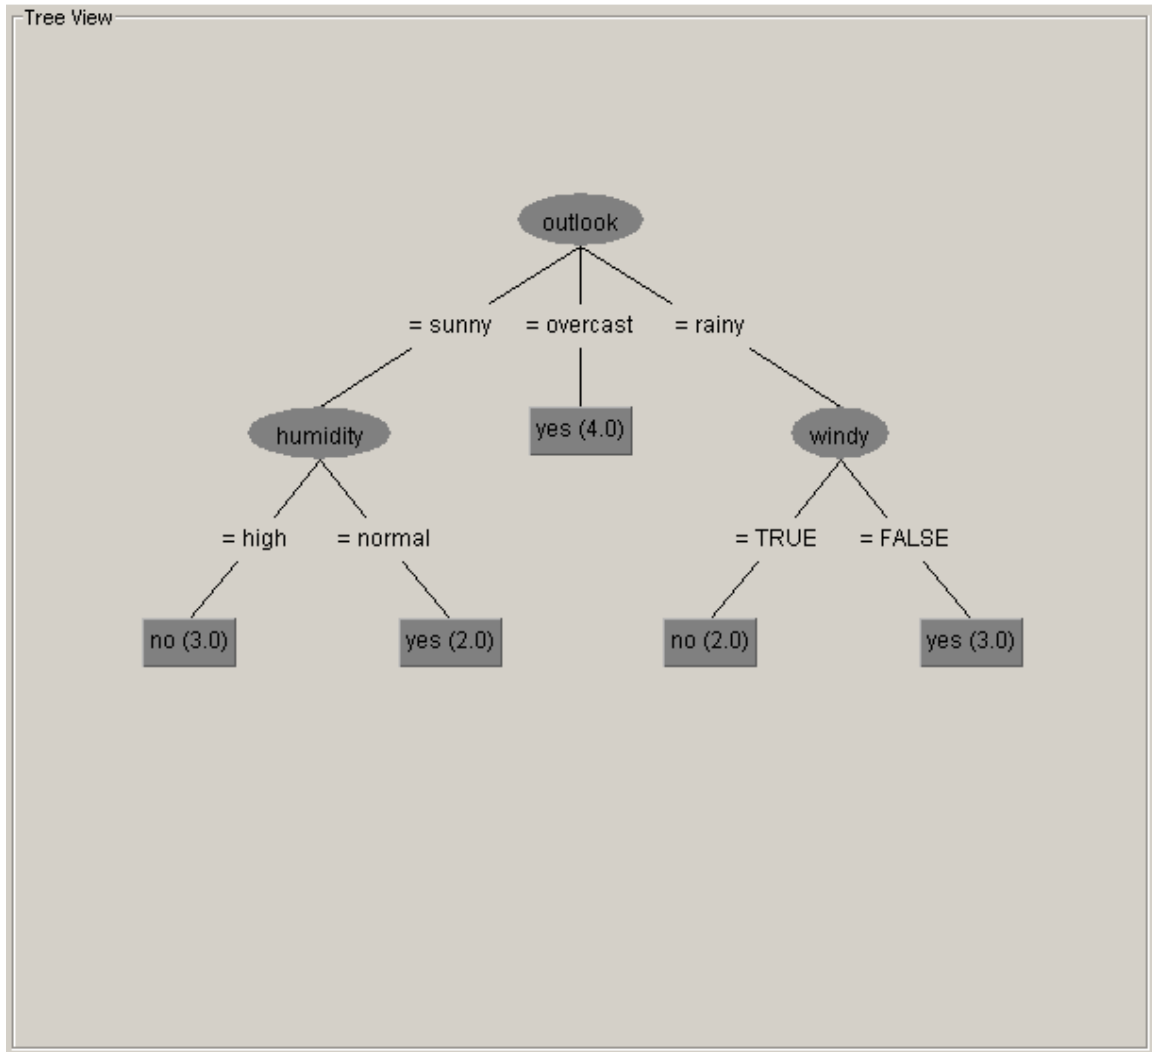 Tree View
outlook
= sunny = overcast = rainy
humidity yes (4.0) windy
= high = normal = TRUE = FALSE
no (3.0) yes (2.0) no (2.0) yes (3.0)